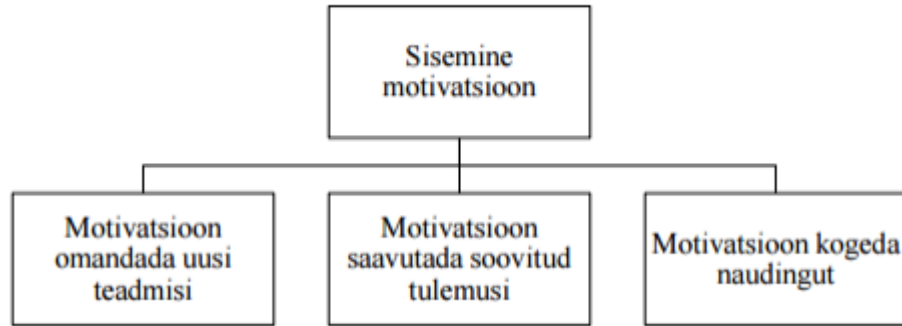 Sisemine
motivatsioon
Motivatsioon
omandada uusi
teadmisi
Motivatsioon
saavutada soovitud
tulemusi
Motivatsioon kogeda
naudingut